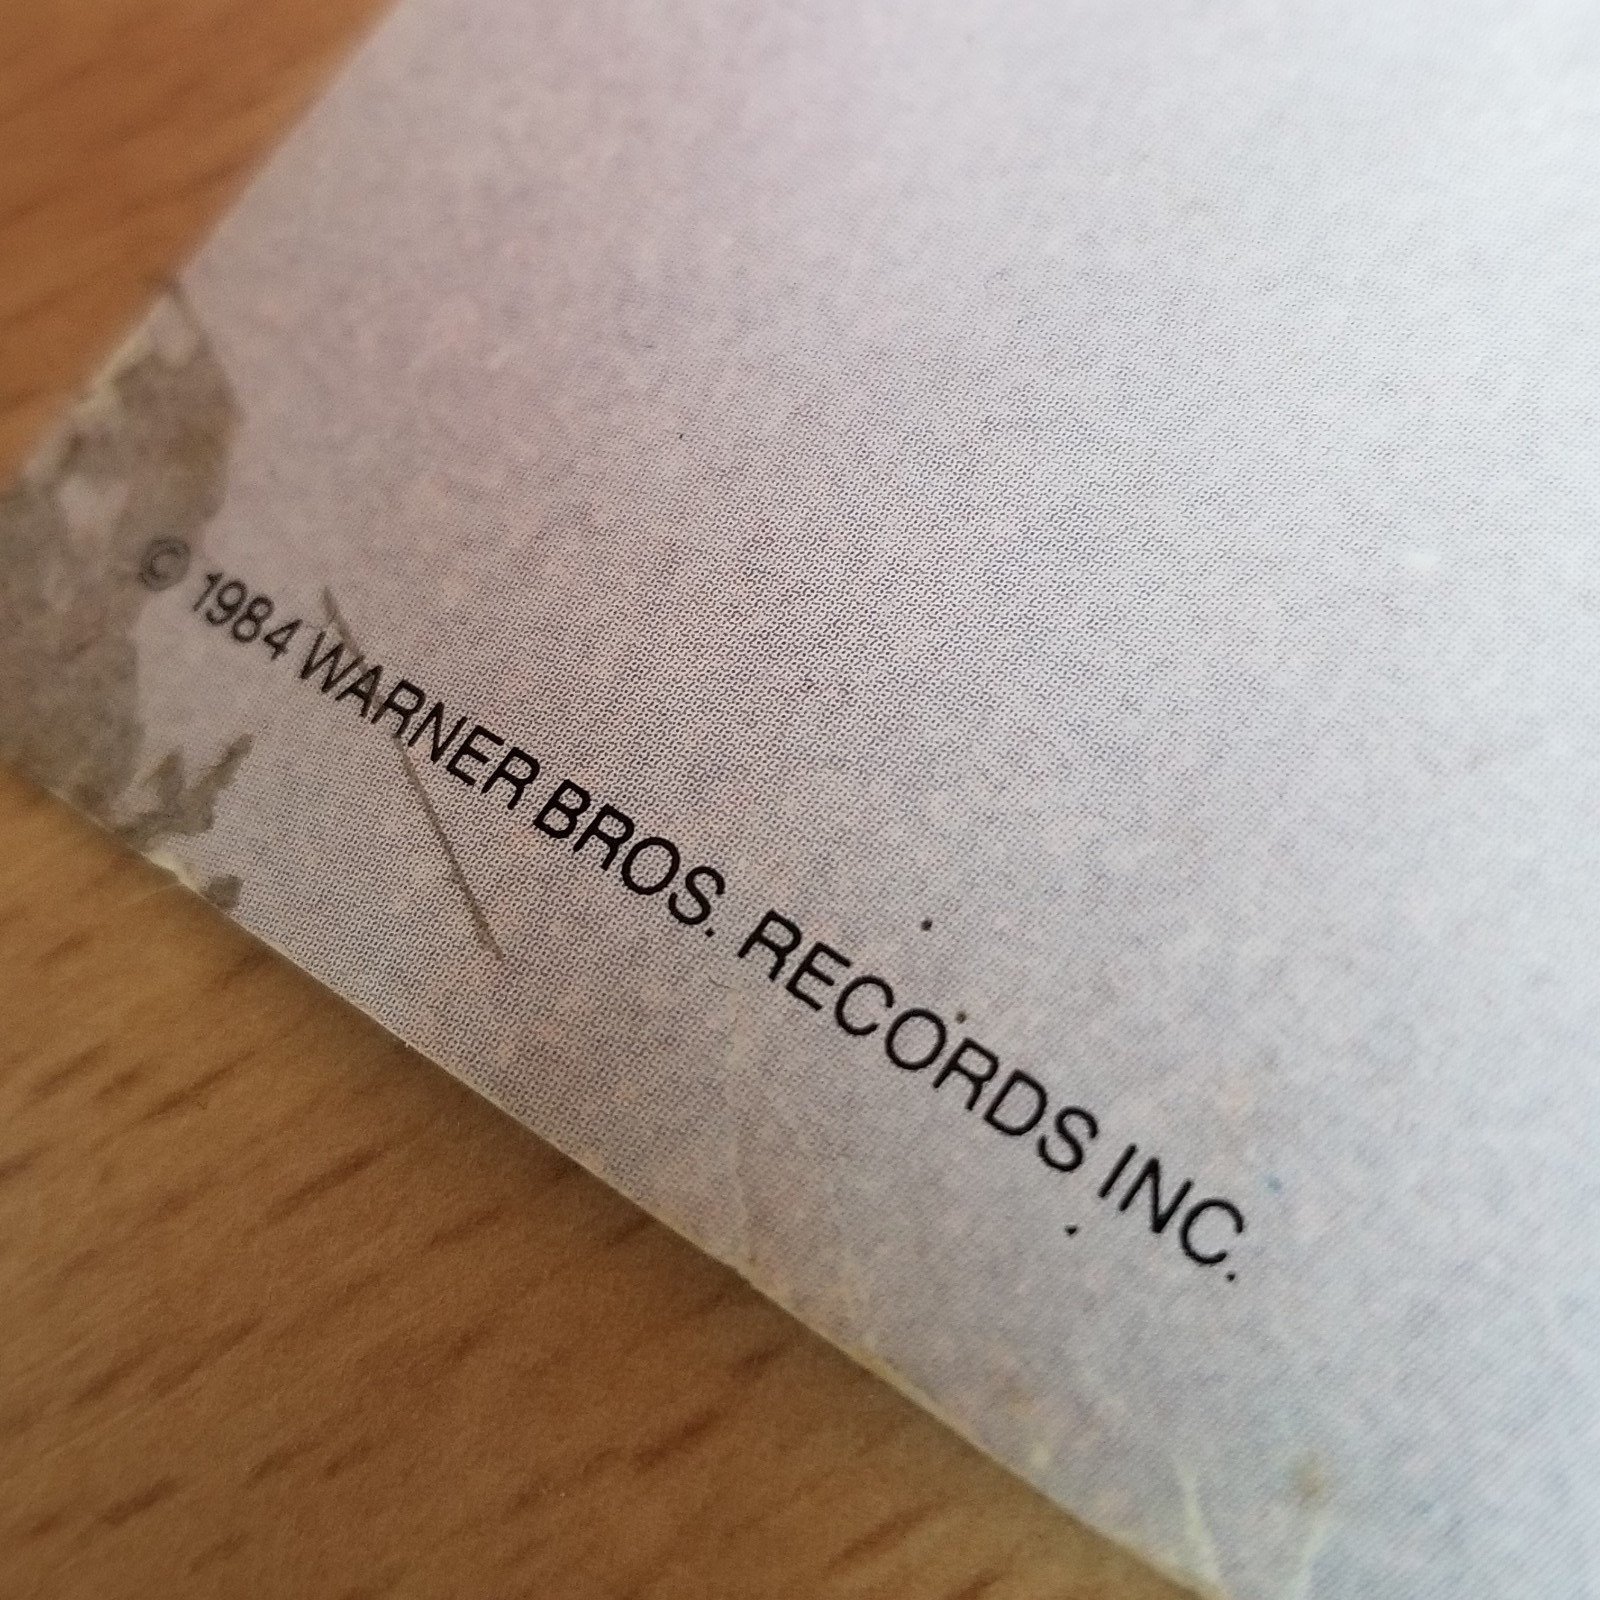 © 1984 WARNER BROS. RECORDS INC.